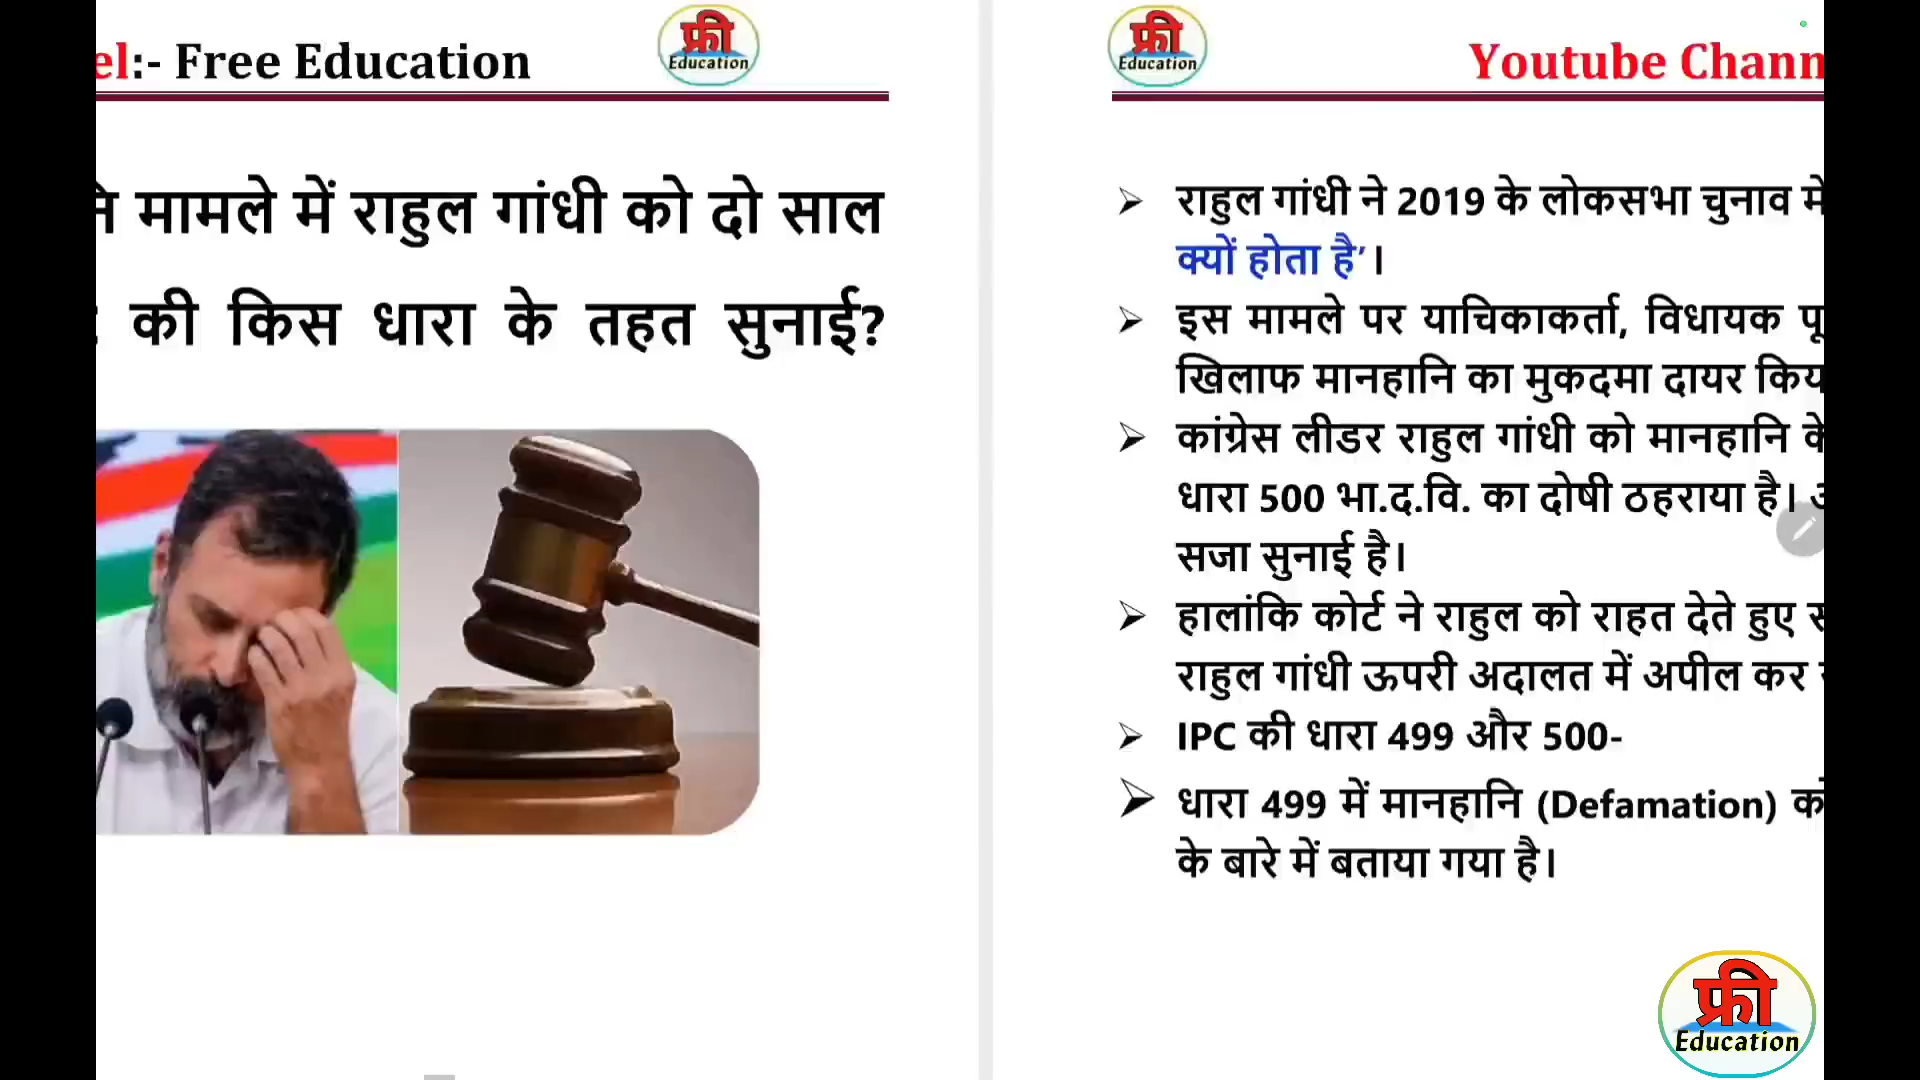 :- Free Education
फ्री
Education
मामले में राहुल गांधी को दो साल
की किस धारा के तहत सुनाई?
फ्री
Education
Youtube Chann
राहुल गांधी ने 2019 के लोकसभा चुनाव में
क्यों होता है’।
इस मामले पर याचिकाकर्ता, विधायक पू
खिलाफ मानहानि का मुकदमा दायर किय
कांग्रेस लीडर राहुल गांधी को मानहानि के
धारा 500 भा.द.वि. का दोषी ठहराया है।
सजा सुनाई है।
हालांकि कोर्ट ने राहुल को राहत देते हुए
राहुल गांधी ऊपरी अदालत में अपील कर
IPC की धारा 499 और 500-
धारा 499 में मानहानि (Defamation)
के बारे में बताया गया है।
फ्री
Education